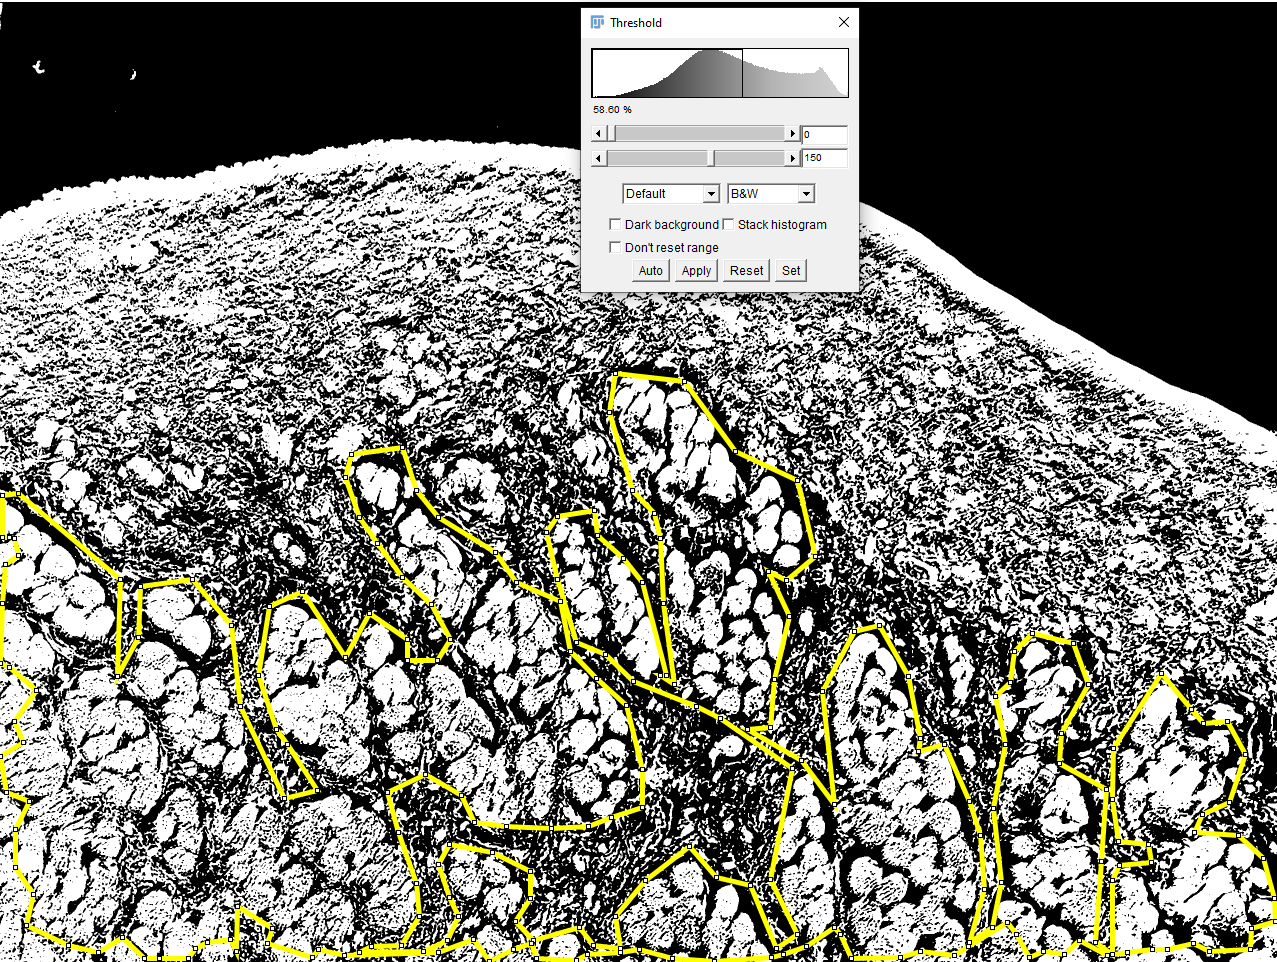 Threshold
58.60 %
0
150
Default B&W
Dark background Stack histogram
Don't reset range
Auto Apply Reset Set